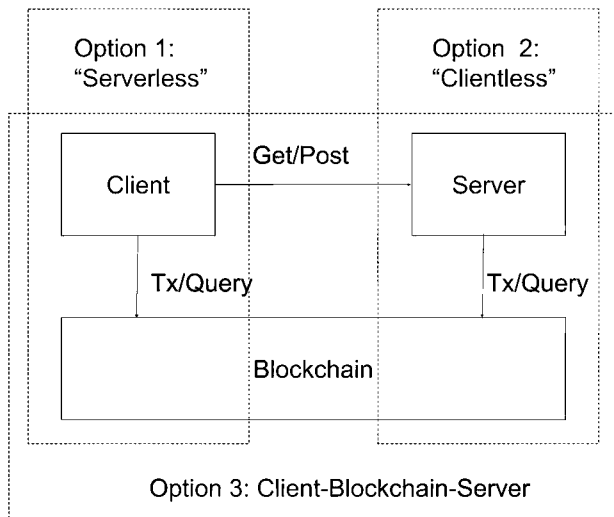 Option 1:
“Serverless”
Option 2:
“Clientless”
Get/Post
Client
Server
Tx/Query
Tx/Query
Blockchain
Option 3: Client-Blockchain-Server